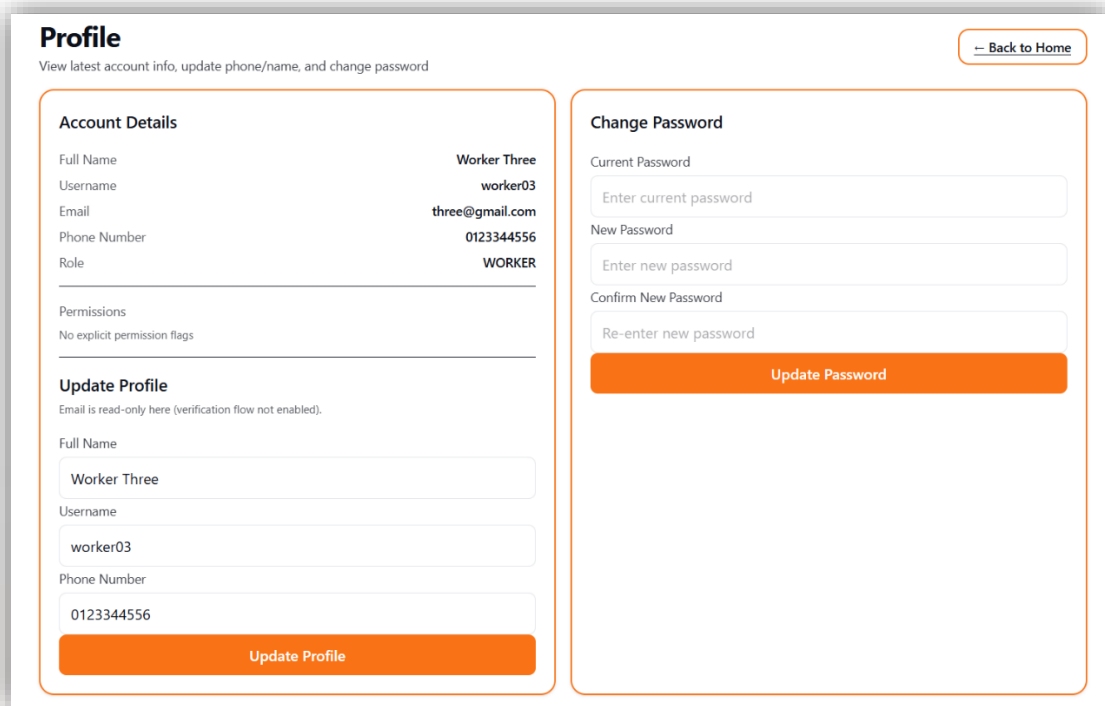 Profile
← Back to Home
View latest account info, update phone/name, and change password
Account Details
Full Name Worker Three
Username worker03
Email three@gmail.com
Phone Number 0123344556
Role WORKER
Permissions
No explicit permission flags
Update Profile
Email is read-only here (verification flow not enabled).
Full Name
Worker Three
Username
worker03
Phone Number
0123344556
Update Profile
Change Password
Current Password
Enter current password
New Password
Enter new password
Confirm New Password
Re-enter new password
Update Password